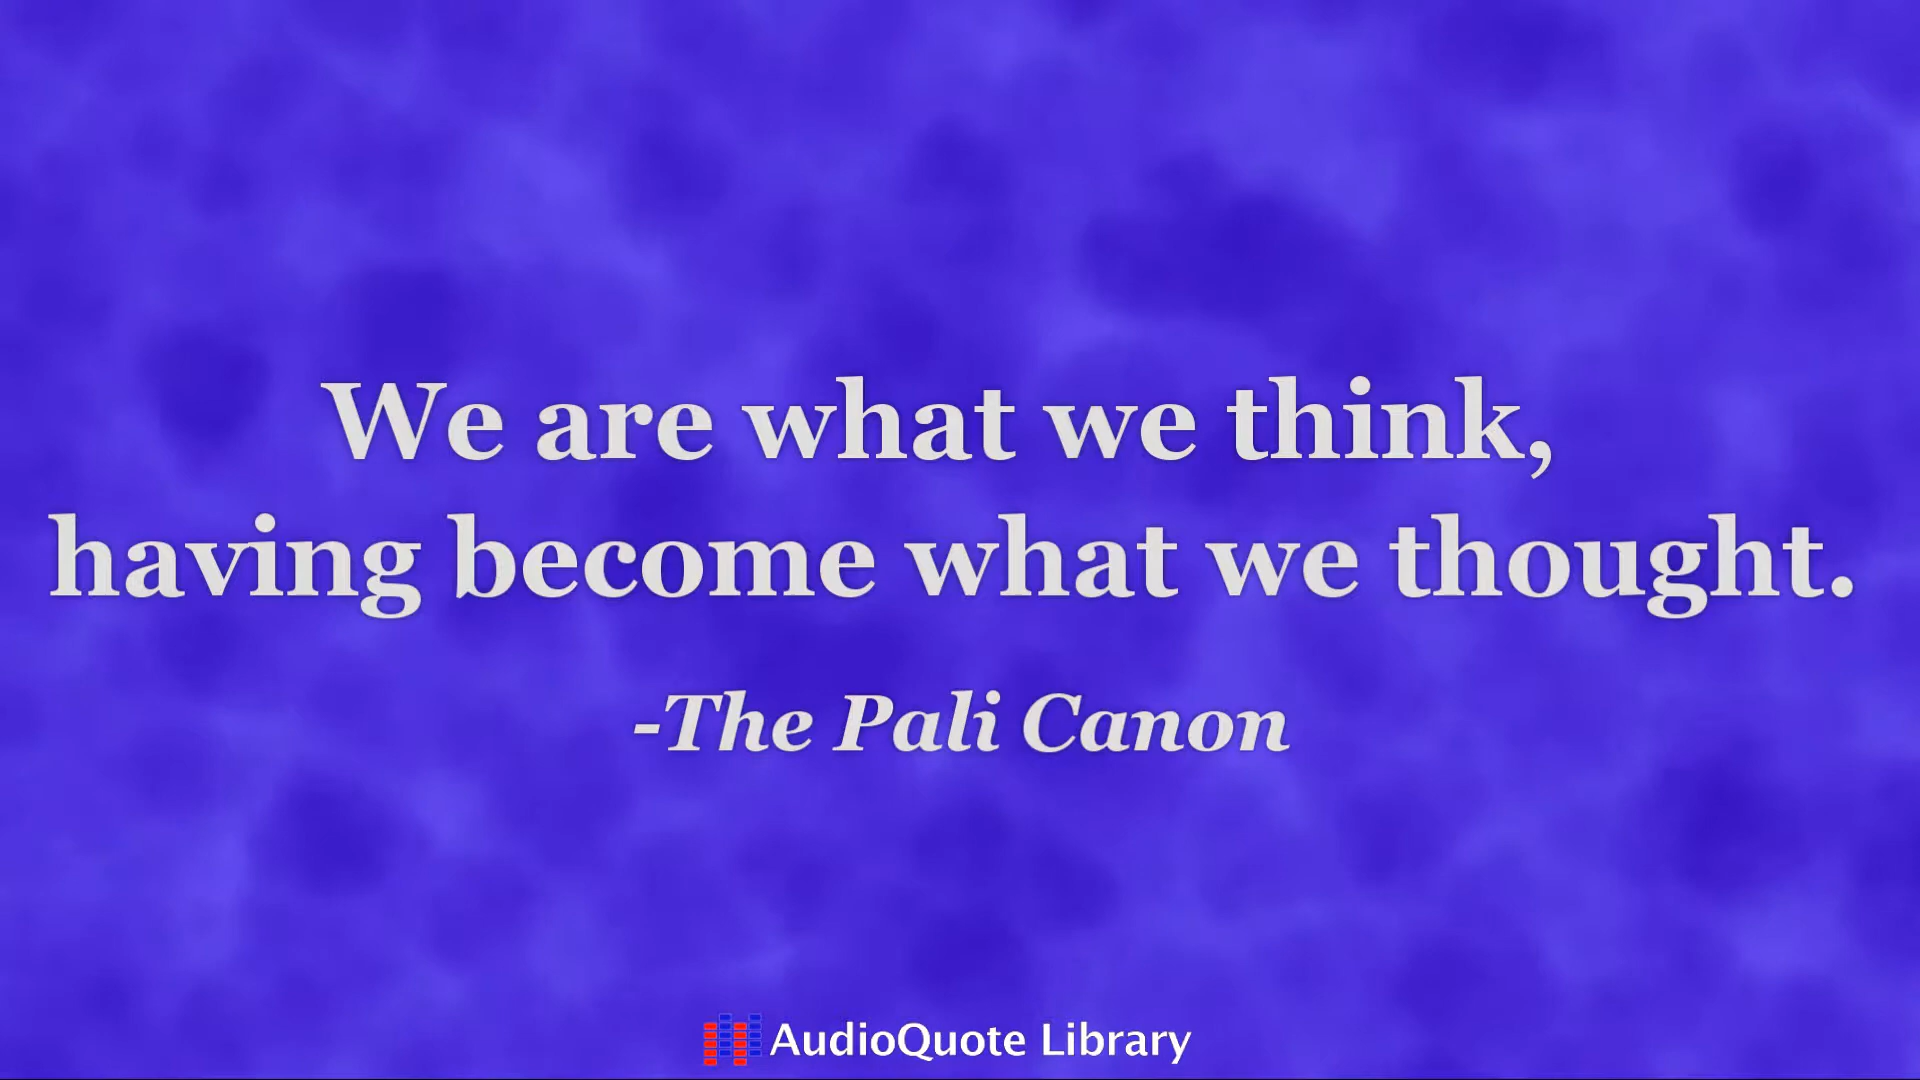 We are what we think,
having become what we thought.
-The Pali Canon
AudioQuote Library